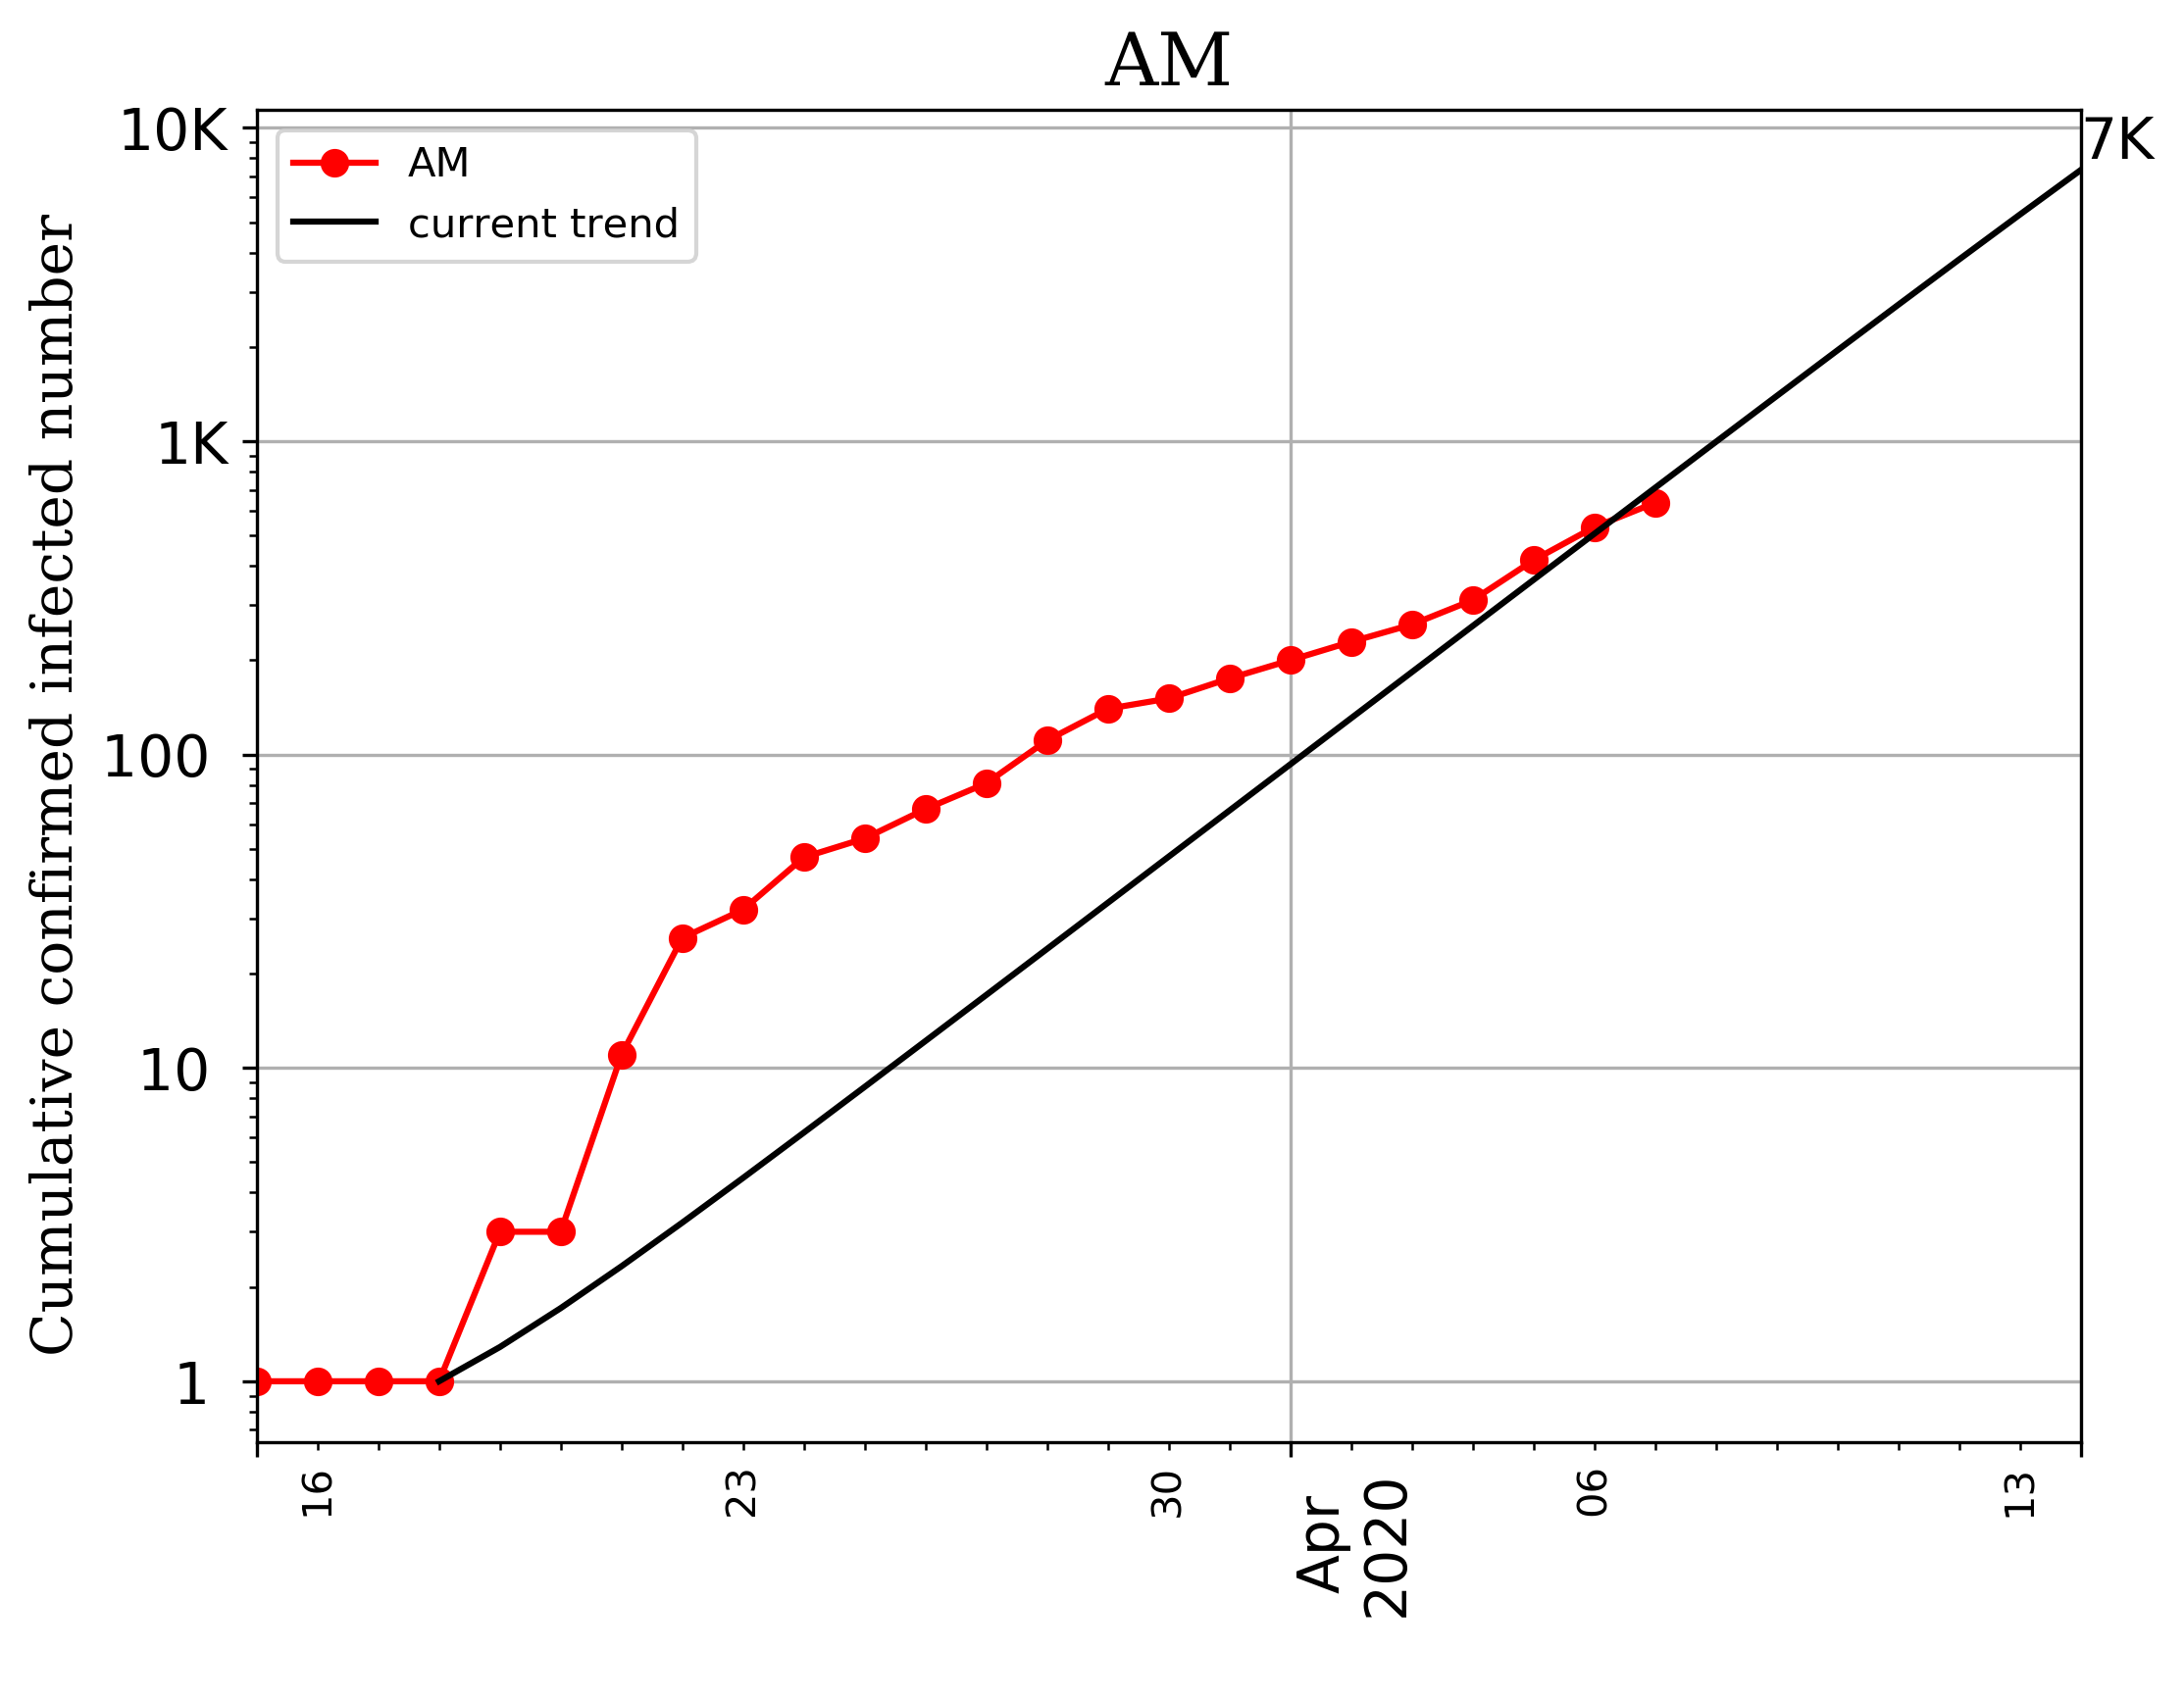 AM
10K
7K
AM
current trend
1K
100
10
1
Cumulative confirmed infected number
16
23
30
06
13
Apr
2020